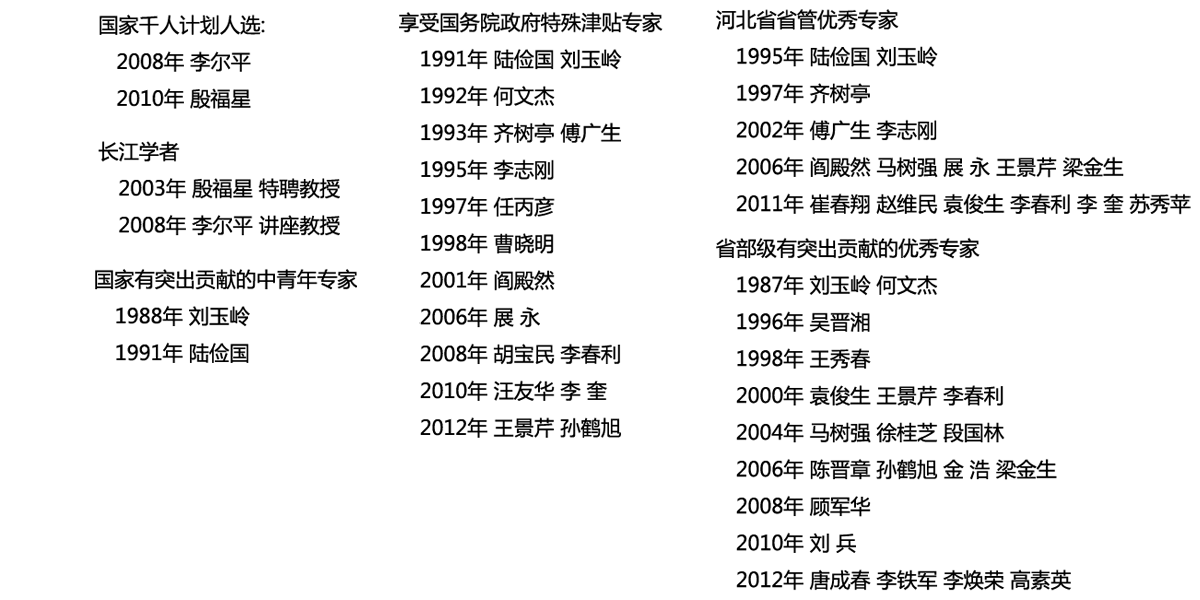 国家千人计划人选:
2008年 李尔平
2010年 殷福星
长江学者
2003年 殷福星 特聘教授
2008年 李尔平 讲座教授
国家有突出贡献的中青年专家
1988年 刘玉岭
1991年 陆俭国
享受国务院政府特殊津贴专家
1991年 陆俭国 刘玉岭
1992年 何文杰
1993年 齐树亭 傅广生
1995年 李志刚
1997年 任丙彦
1998年 曹晓明
2001年 阎殿然
2006年 展 永
2008年 胡宝民 李春利
2010年 汪友华 李 奎
2012年 王景芹 孙鹤旭
河北省省管优秀专家
1995年 陆俭国 刘玉岭
1997年 齐树亭
2002年 傅广生 李志刚
2006年 阎殿然 马树强 展 永 王景芹 梁金生
2011年 崔春翔 赵维民 袁俊生 李春利 李 奎 苏秀苹
省部级有突出贡献的优秀专家
1987年 刘玉岭 何文杰
1996年 吴晋湘
1998年 王秀春
2000年 袁俊生 王景芹 李春利
2004年 马树强 徐桂芝 段国林
2006年 陈晋章 孙鹤旭 金 浩 梁金生
2008年 顾军华
2010年 刘 兵
2012年 唐成春 李铁军 李焕荣 高素英